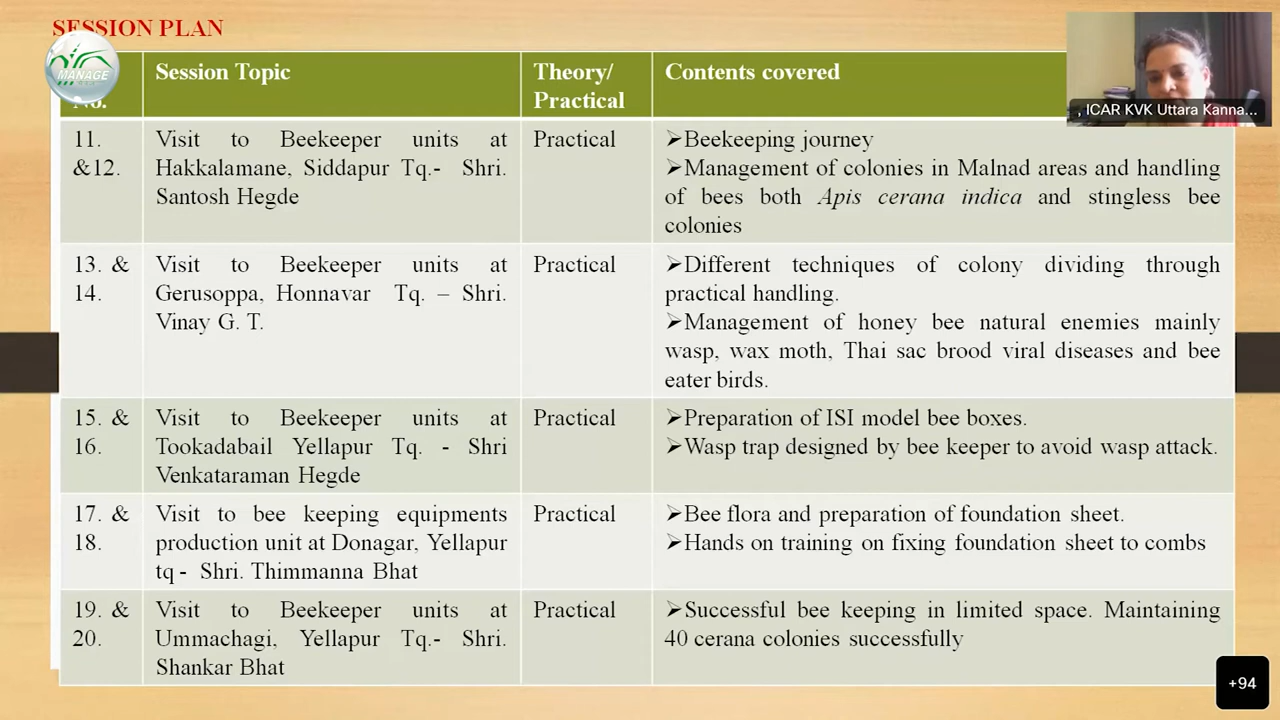 SESSION PLAN
MANAGE
No.
Session Topic
Theory/
Practical
Contents covered
, ICAR KVK Uttara Kanna...
11.
&12.
Visit to Beekeeper units at
Hakkalamane, Siddapur Tq.- Shri.
Santosh Hegde
Practical
➢Beekeeping journey
➢Management of colonies in Malnad areas and handling
of bees both Apis cerana indica and stingless bee
colonies
13. &
14.
Visit to Beekeeper units at
Gerusoppa, Honnavar Tq. – Shri.
Vinay G. T.
Practical
➢Different techniques of colony dividing through
practical handling.
➢Management of honey bee natural enemies mainly
wasp, wax moth, Thai sac brood viral diseases and bee
eater birds.
15. &
16.
Visit to Beekeeper units at
Tookadabail Yellapur Tq. - Shri
Venkataraman Hegde
Practical
➢Preparation of ISI model bee boxes.
➢Wasp trap designed by bee keeper to avoid wasp attack.
17. &
18.
Visit to bee keeping equipments
production unit at Donagar, Yellapur
tq - Shri. Thimmanna Bhat
Practical
➢Bee flora and preparation of foundation sheet.
➢Hands on training on fixing foundation sheet to combs
19. &
20.
Visit to Beekeeper units at
Ummachagi, Yellapur Tq.- Shri.
Shankar Bhat
Practical
➢Successful bee keeping in limited space. Maintaining
40 cerana colonies successfully
+94